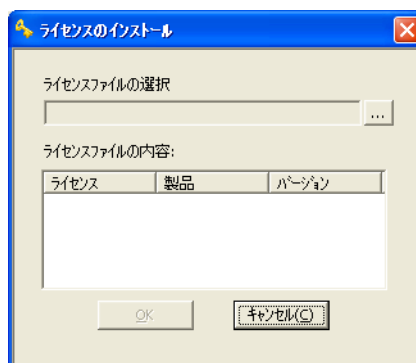 ライセンスのインストール
ライセンスファイルの選択
...
ライセンスファイルの内容:
ライセンス 製品 バージョン
OK キャンセル(C)